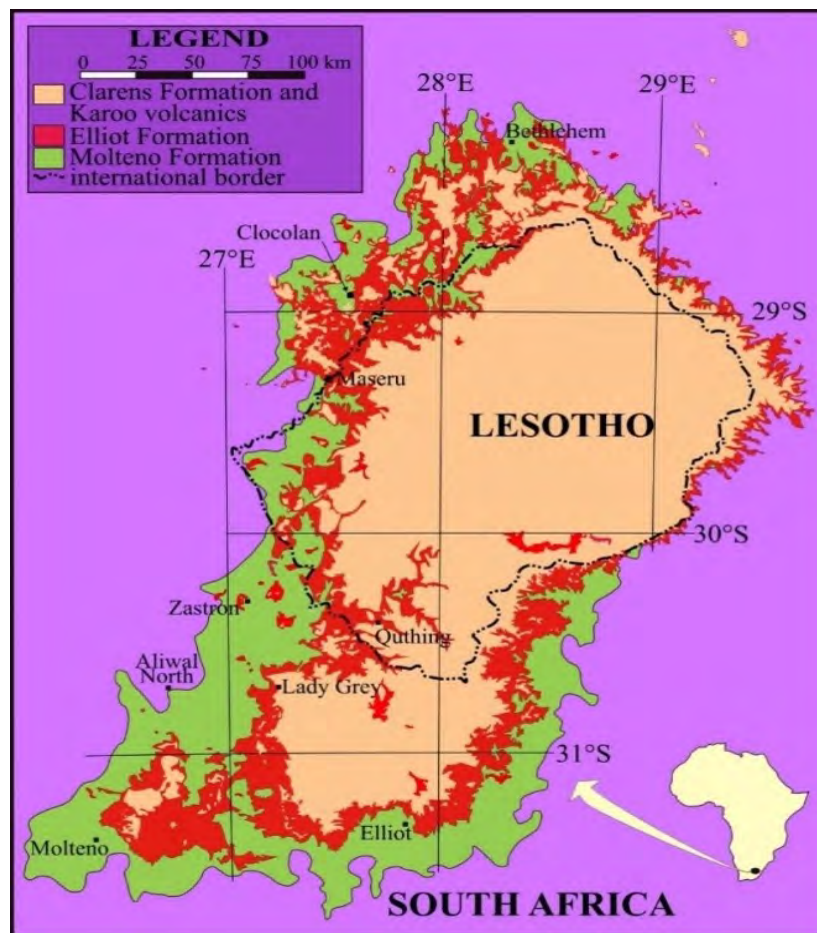 LEGEND
0 25 50 75 100 km
Clarens Formation and
Karoo volcanics
Elliot Formation
Molteno Formation
international border
28°E
29°E
Bethlehem
Clocolan
27°E
29°S
Maseru
LESOTHO
30°S
Zastron
Quthing
Aliwal
North
Lady Grey
31°S
Molteno
Elliot
SOUTH AFRICA